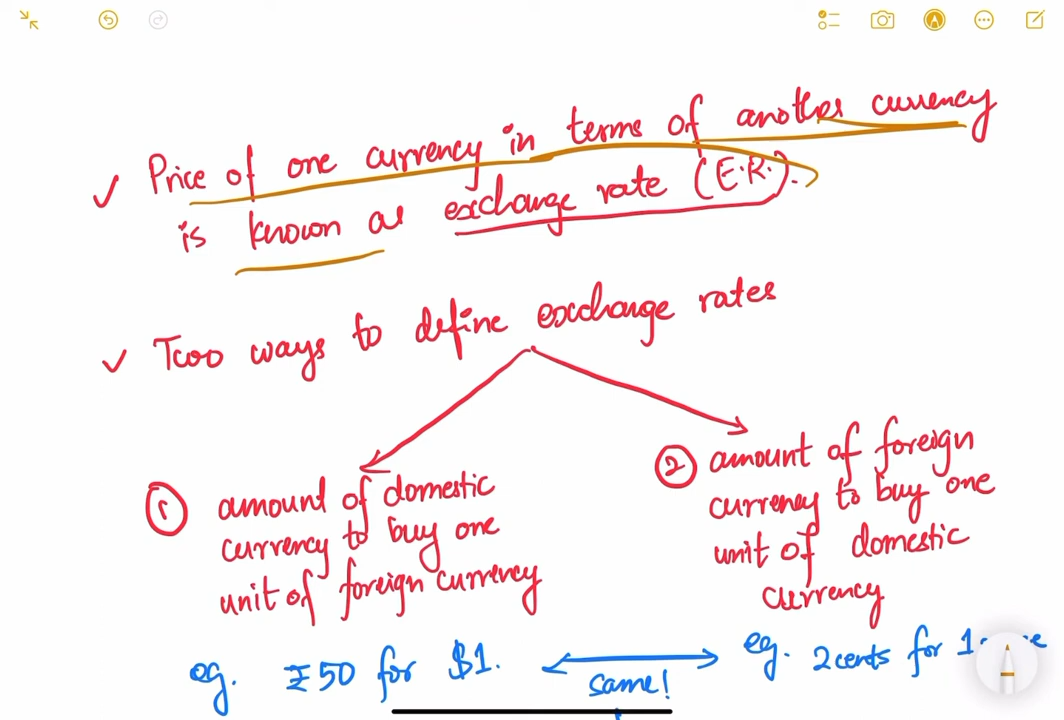 Price of one currency in terms of another currency
is known as exchange rate (E.R.).
Two ways to define exchange rates
① amount of domestic
currency to buy one
unit of foreign currency
② amount of foreign
currency to buy one
unit of domestic
currency
eg. ₹50 for $1.
same!
eg. 2 cents for 1